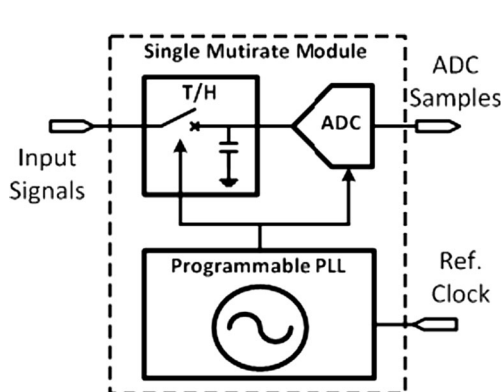 Single Mutirate Module
T/H
ADC
ADC
Samples
Input
Signals
Programmable PLL
Ref.
Clock